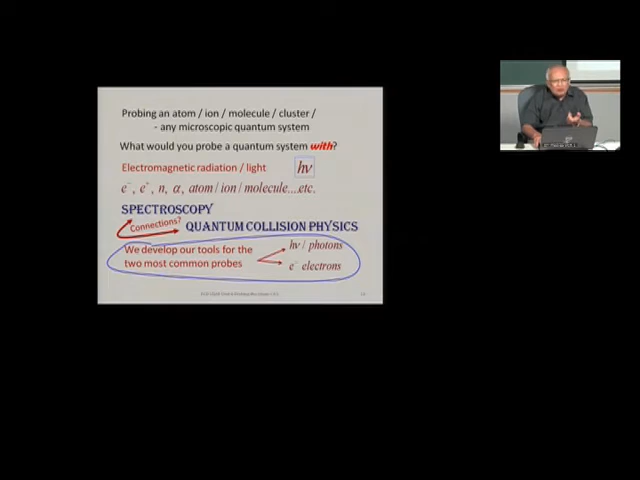 Probing an atom / ion / molecule / cluster /
- any microscopic quantum system
What would you probe a quantum system with?
Electromagnetic radiation / light hν
e⁻, e⁺, n, α, atom / ion / molecule....etc.
SPECTROSCOPY
Connections?
QUANTUM COLLISION PHYSICS
We develop our tools for the
two most common probes
hν / photons
e⁻ electrons